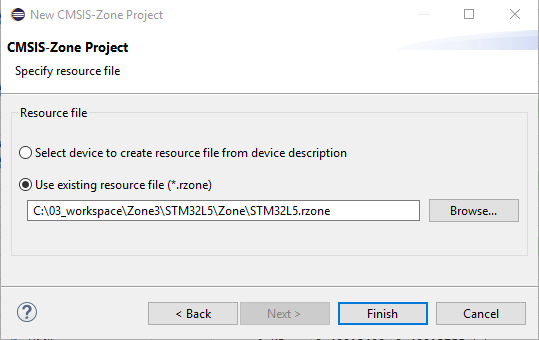 New CMSIS-Zone Project
CMSIS-Zone Project
Specify resource file
Resource file
Select device to create resource file from device description
Use existing resource file (*.rzone)
C:\03_workspace\Zone3\STM32L5\Zone\STM32L5.rzone
Browse...
?
< Back
Next >
Finish
Cancel